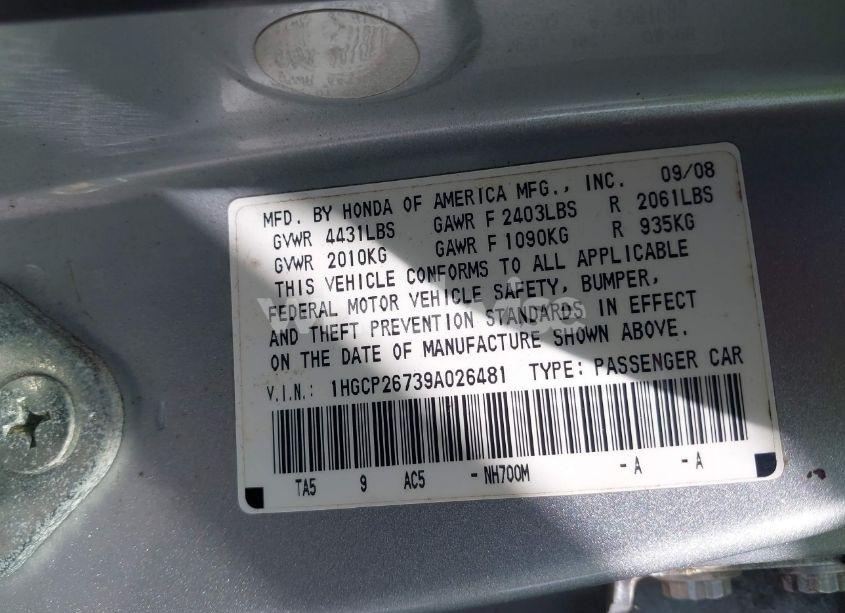 MFD. BY HONDA OF AMERICA MFG., INC. 09/08
GVWR 4431LBS GAWR F 2403LBS R 2061LBS
GVWR 2010KG GAWR F 1090KG R 935KG
THIS VEHICLE CONFORMS TO ALL APPLICABLE
FEDERAL MOTOR VEHICLE SAFETY, BUMPER,
AND THEFT PREVENTION STANDARDS IN EFFECT
ON THE DATE OF MANUFACTURE SHOWN ABOVE.
V.I.N.: 1HGCP26739A026481 TYPE: PASSENGER CAR
TA5 9 AC5 -NH700M -A -A